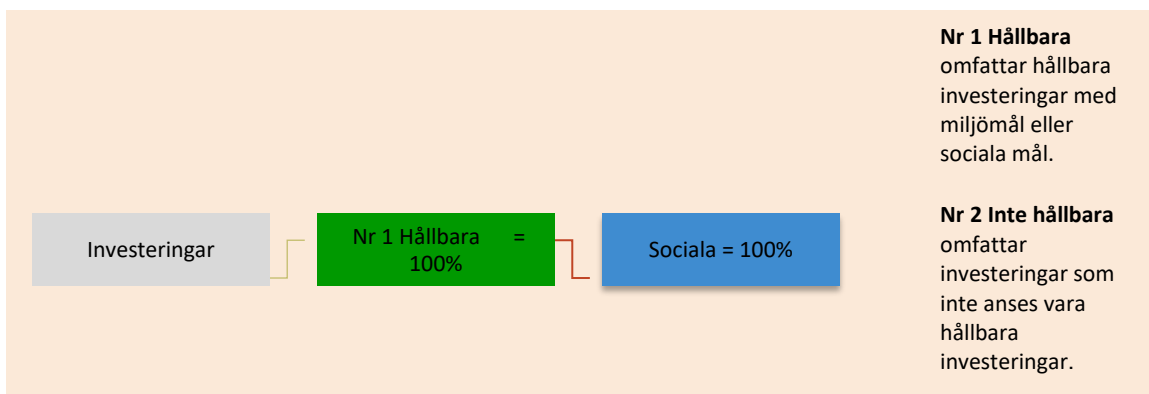 Investeringar
Nr 1 Hållbara =
100%
Sociala = 100%
Nr 1 Hållbara
omfattar hållbara
investeringar med
miljömål eller
sociala mål.
Nr 2 Inte hållbara
omfattar
investeringar som
inte anses vara
hållbara
investeringar.